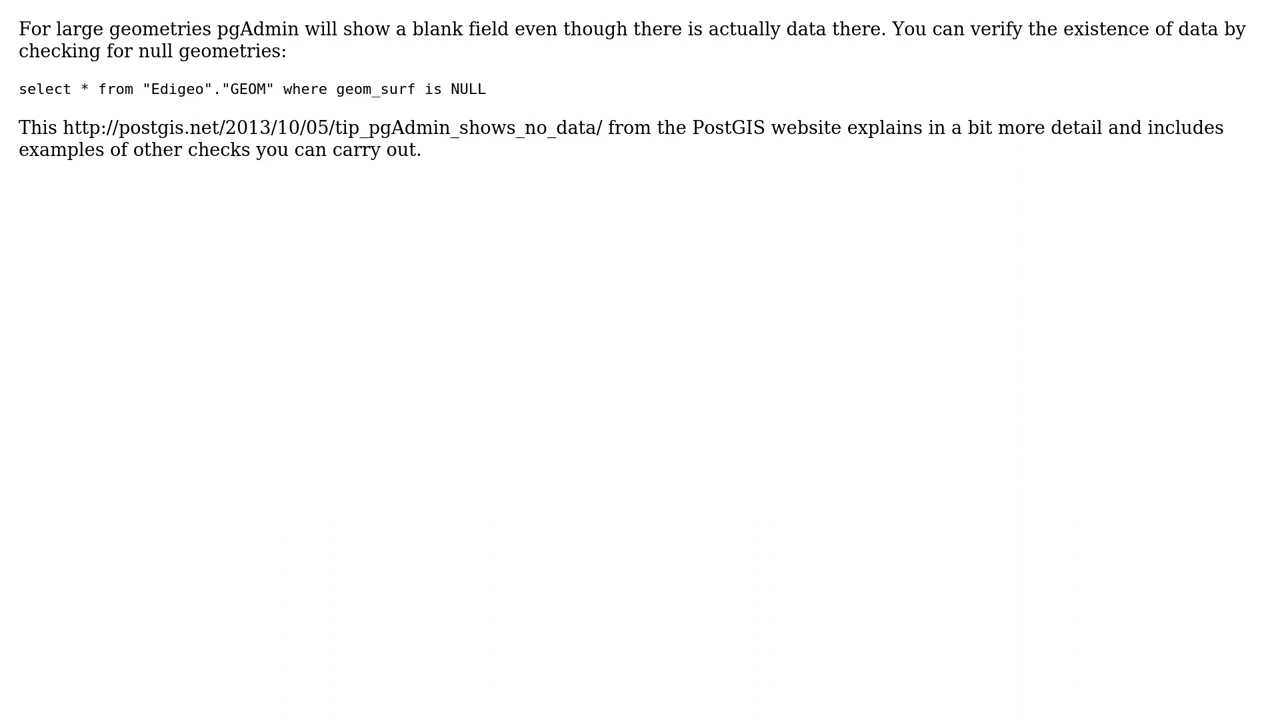 For large geometries pgAdmin will show a blank field even though there is actually data there. You can verify the existence of data by
checking for null geometries:
select * from "Edigeo"."GEOM" where geom_surf is NULL
This http://postgis.net/2013/10/05/tip_pgAdmin_shows_no_data/ from the PostGIS website explains in a bit more detail and includes
examples of other checks you can carry out.